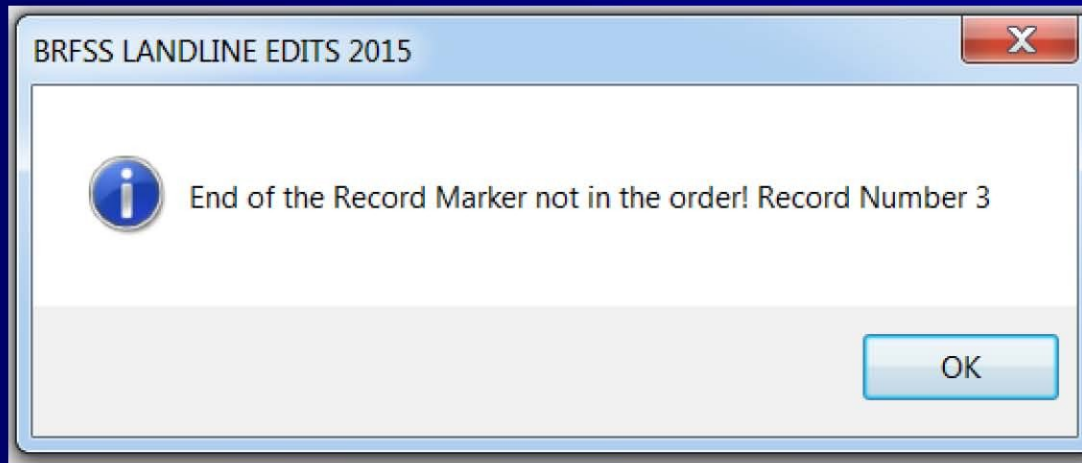 BRFSS LANDLINE EDITS 2015
End of the Record Marker not in the order! Record Number 3
OK